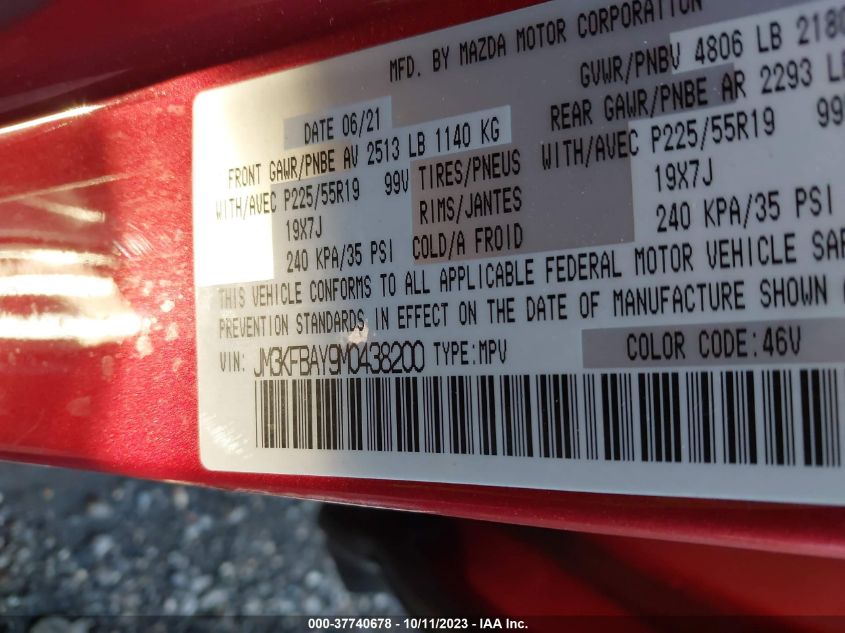 MFD. BY MAZDA MOTOR CORPORATION
DATE 06/21
GVWR/PNBV 4806 LB 2180
FRONT GAWR/PNBE AV 2513 LB 1140 KG
REAR GAWR/PNBE AR 2293 LB
WITH/AVEC P225/55R19 99V TIRES/PNEUS WITH/AVEC P225/55R19 99V
19X7J RIMS/JANTES 19X7J
240 KPA/35 PSI COLD/A FROID 240 KPA/35 PSI
THIS VEHICLE CONFORMS TO ALL APPLICABLE FEDERAL MOTOR VEHICLE
PREVENTION STANDARDS IN EFFECT ON THE DATE OF MANUFACTURE SHOWN
VIN: JM3KFBAY9M0438200 TYPE:MPV COLOR CODE:46V
000-37740678 - 10/11/2023 - IAA Inc.